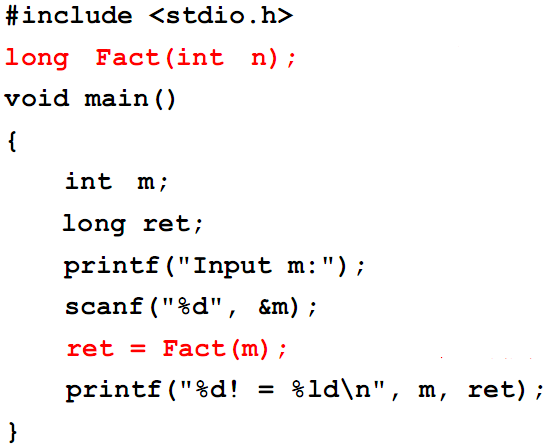 #include <stdio.h>
long Fact(int n);
void main()
{
int m;
long ret;
printf("Input m:");
scanf("%d", &m);
ret = Fact(m);
printf("%d! = %ld\n", m, ret);
}